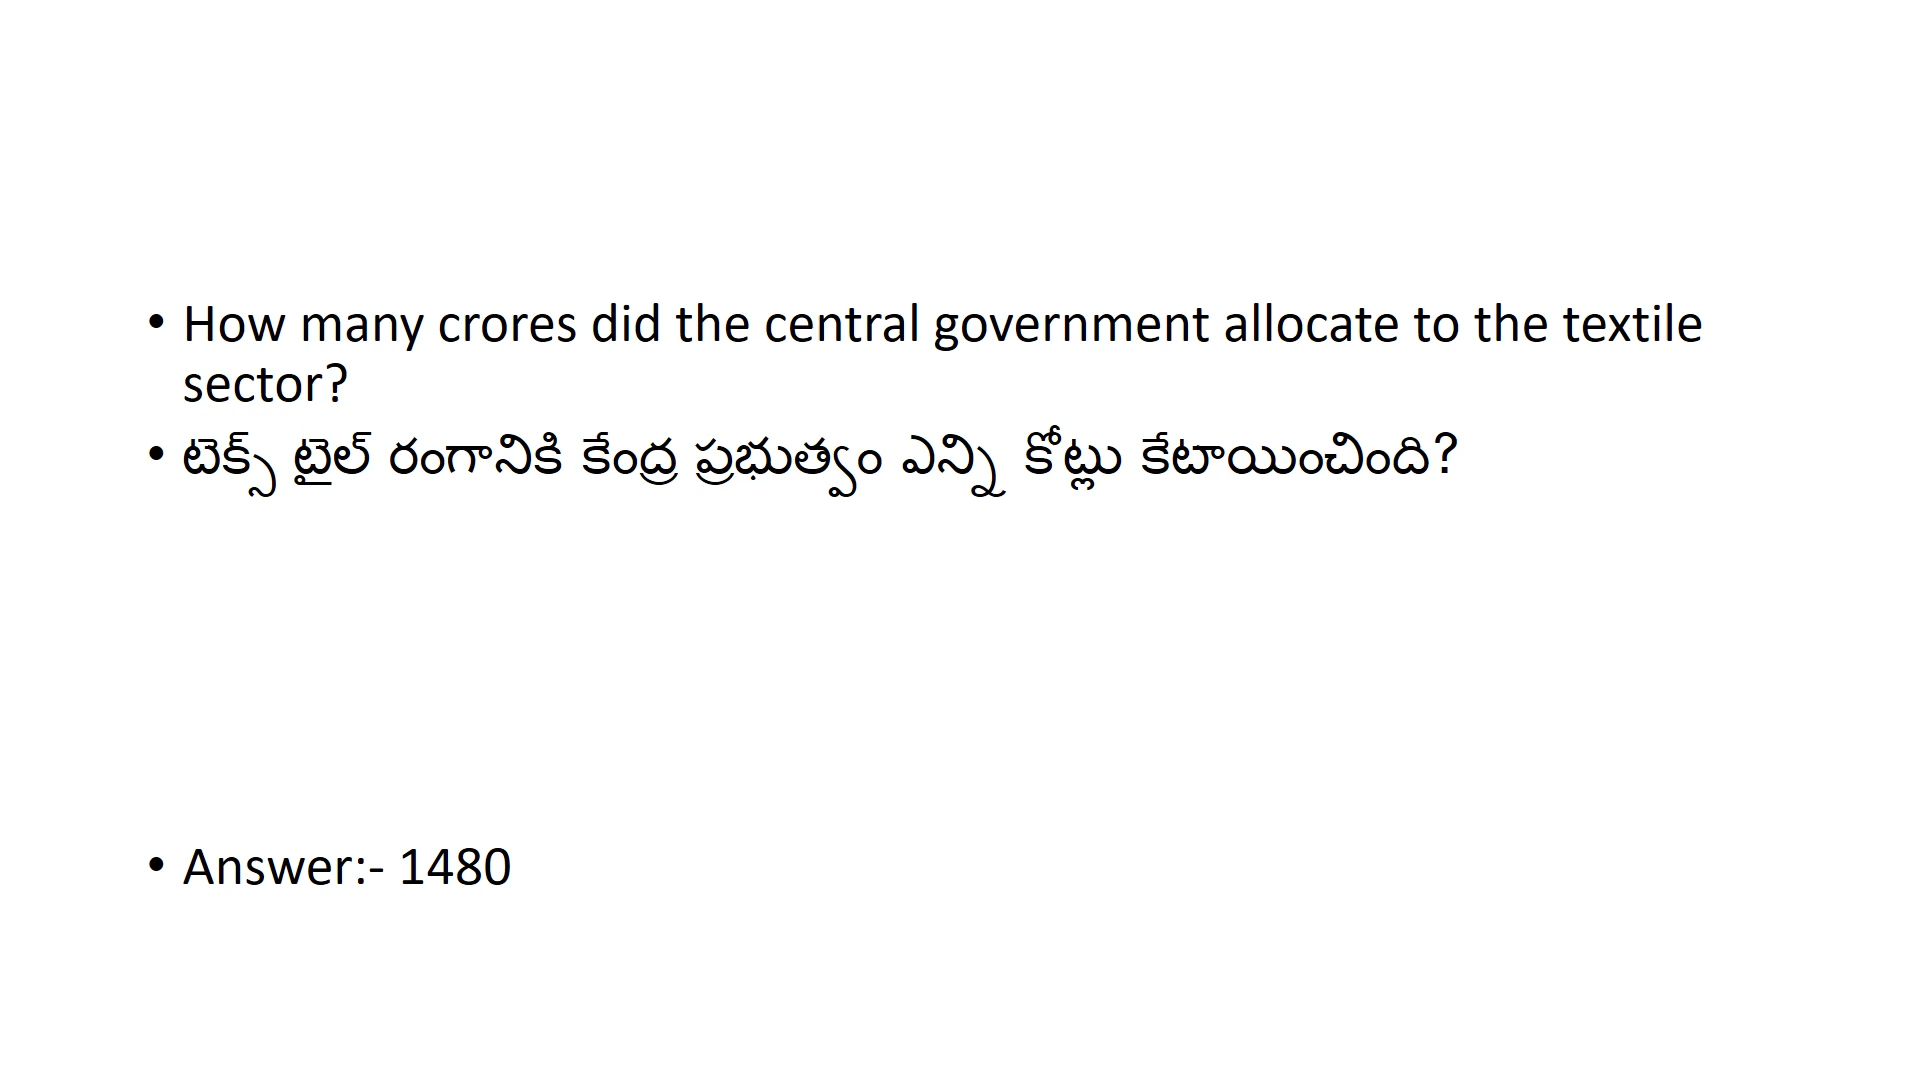 • How many crores did the central government allocate to the textile
sector?
• టెక్స్ టైల్ రంగానికి కేంద్ర ప్రభుత్వం ఎన్ని కోట్లు కేటాయించింది?
• Answer:- 1480